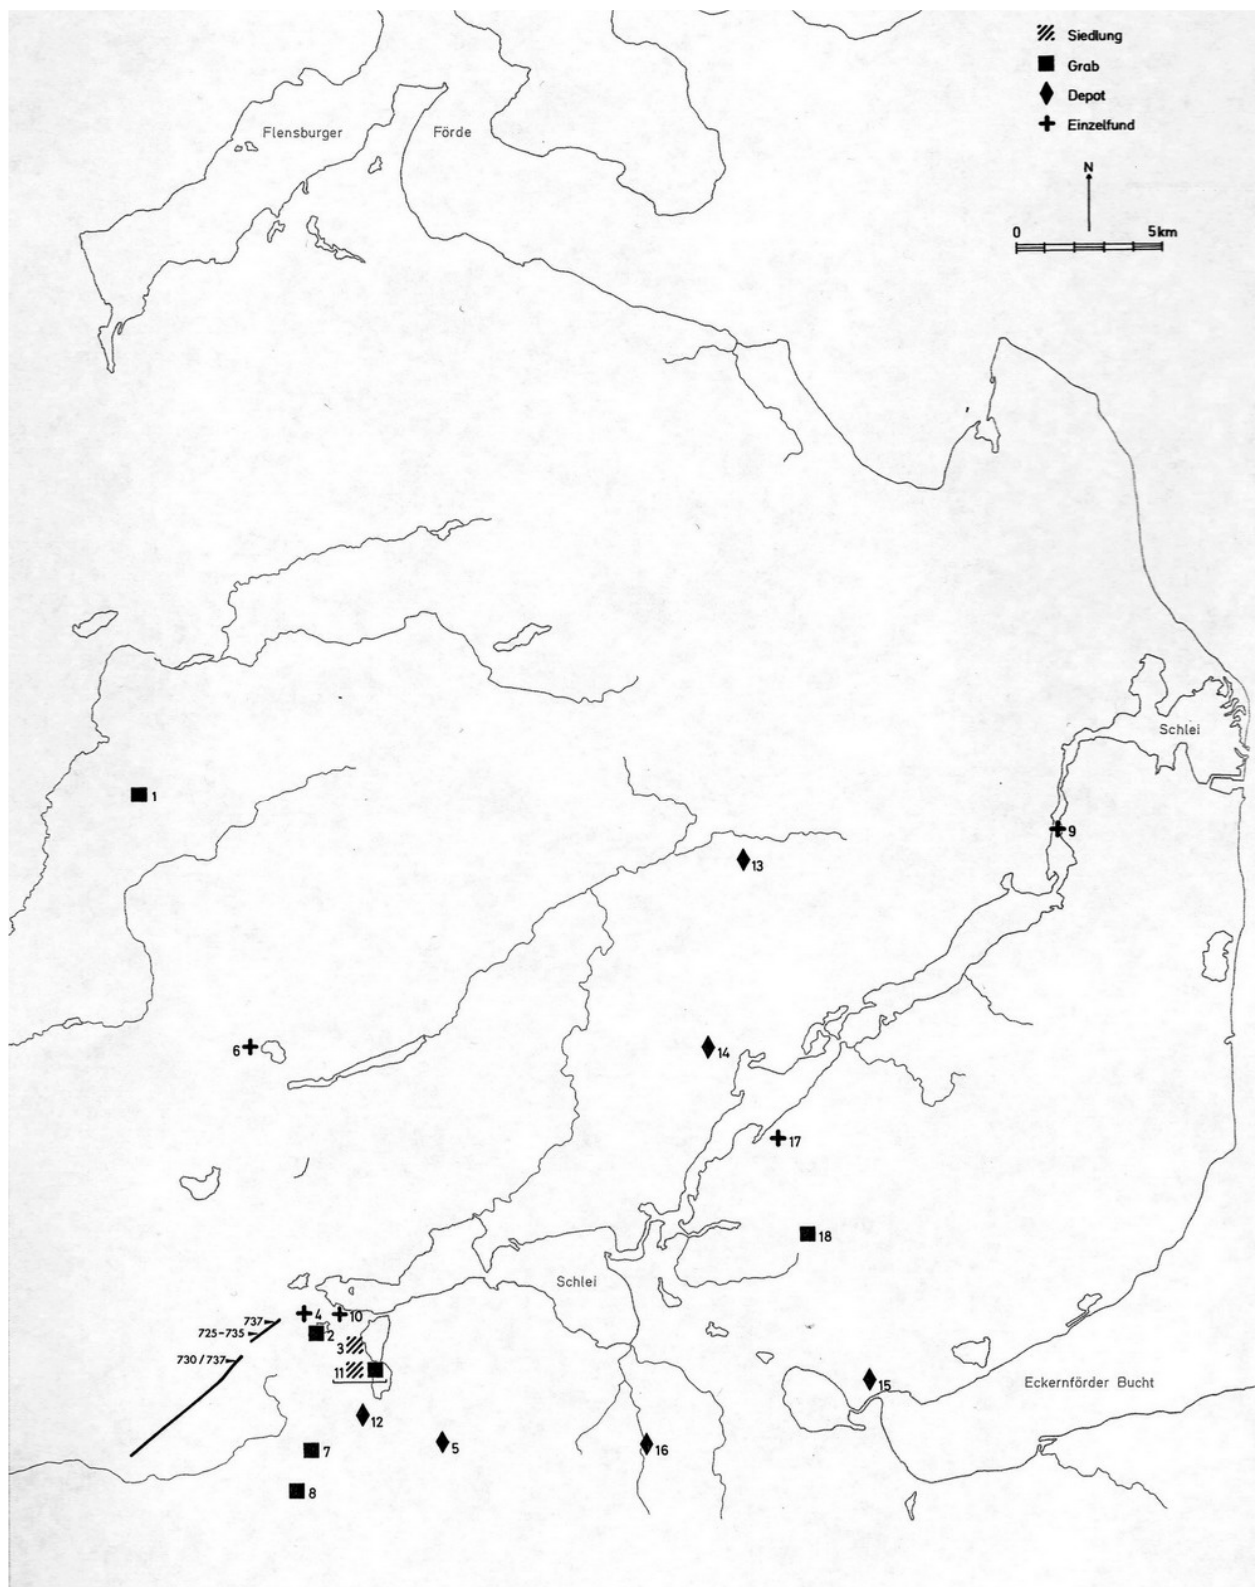 Siedlung
Grab
Depot
Einzelfund
Flensburger Förde
N
0 5km
Schlei
1
9
13
6
14
17
18
Schlei
4
10
737
725-735
2
3
730/737
11
15
Eckernförder Bucht
12
7
5
16
8